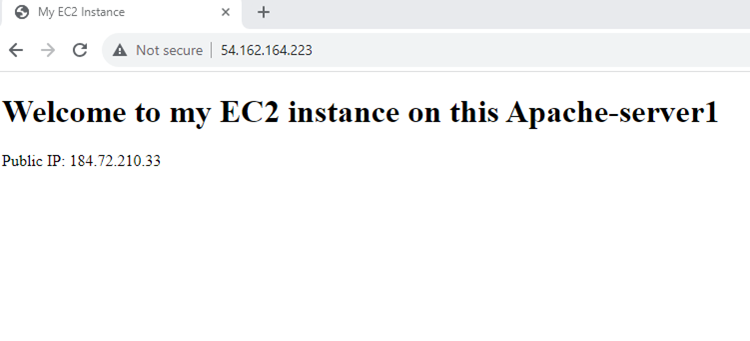 My EC2 Instance
Not secure | 54.162.164.223
Welcome to my EC2 instance on this Apache-server1
Public IP: 184.72.210.33